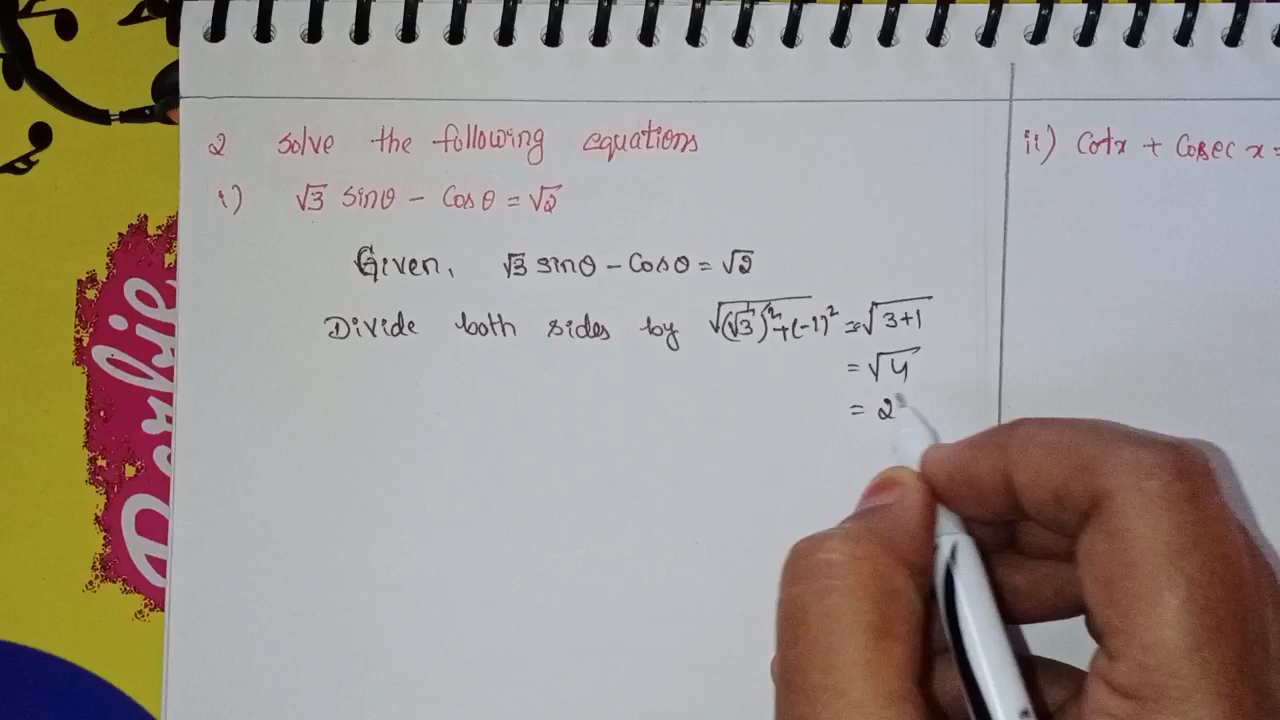 2 Solve the following equations
i) √3 sinθ - Cosθ = √2
Given, √3 sinθ - Cosθ = √2
Divide both sides by √(√3)²+(-1)² = √3+1
= √4
= 2
ii) Cotx + Cosec x =